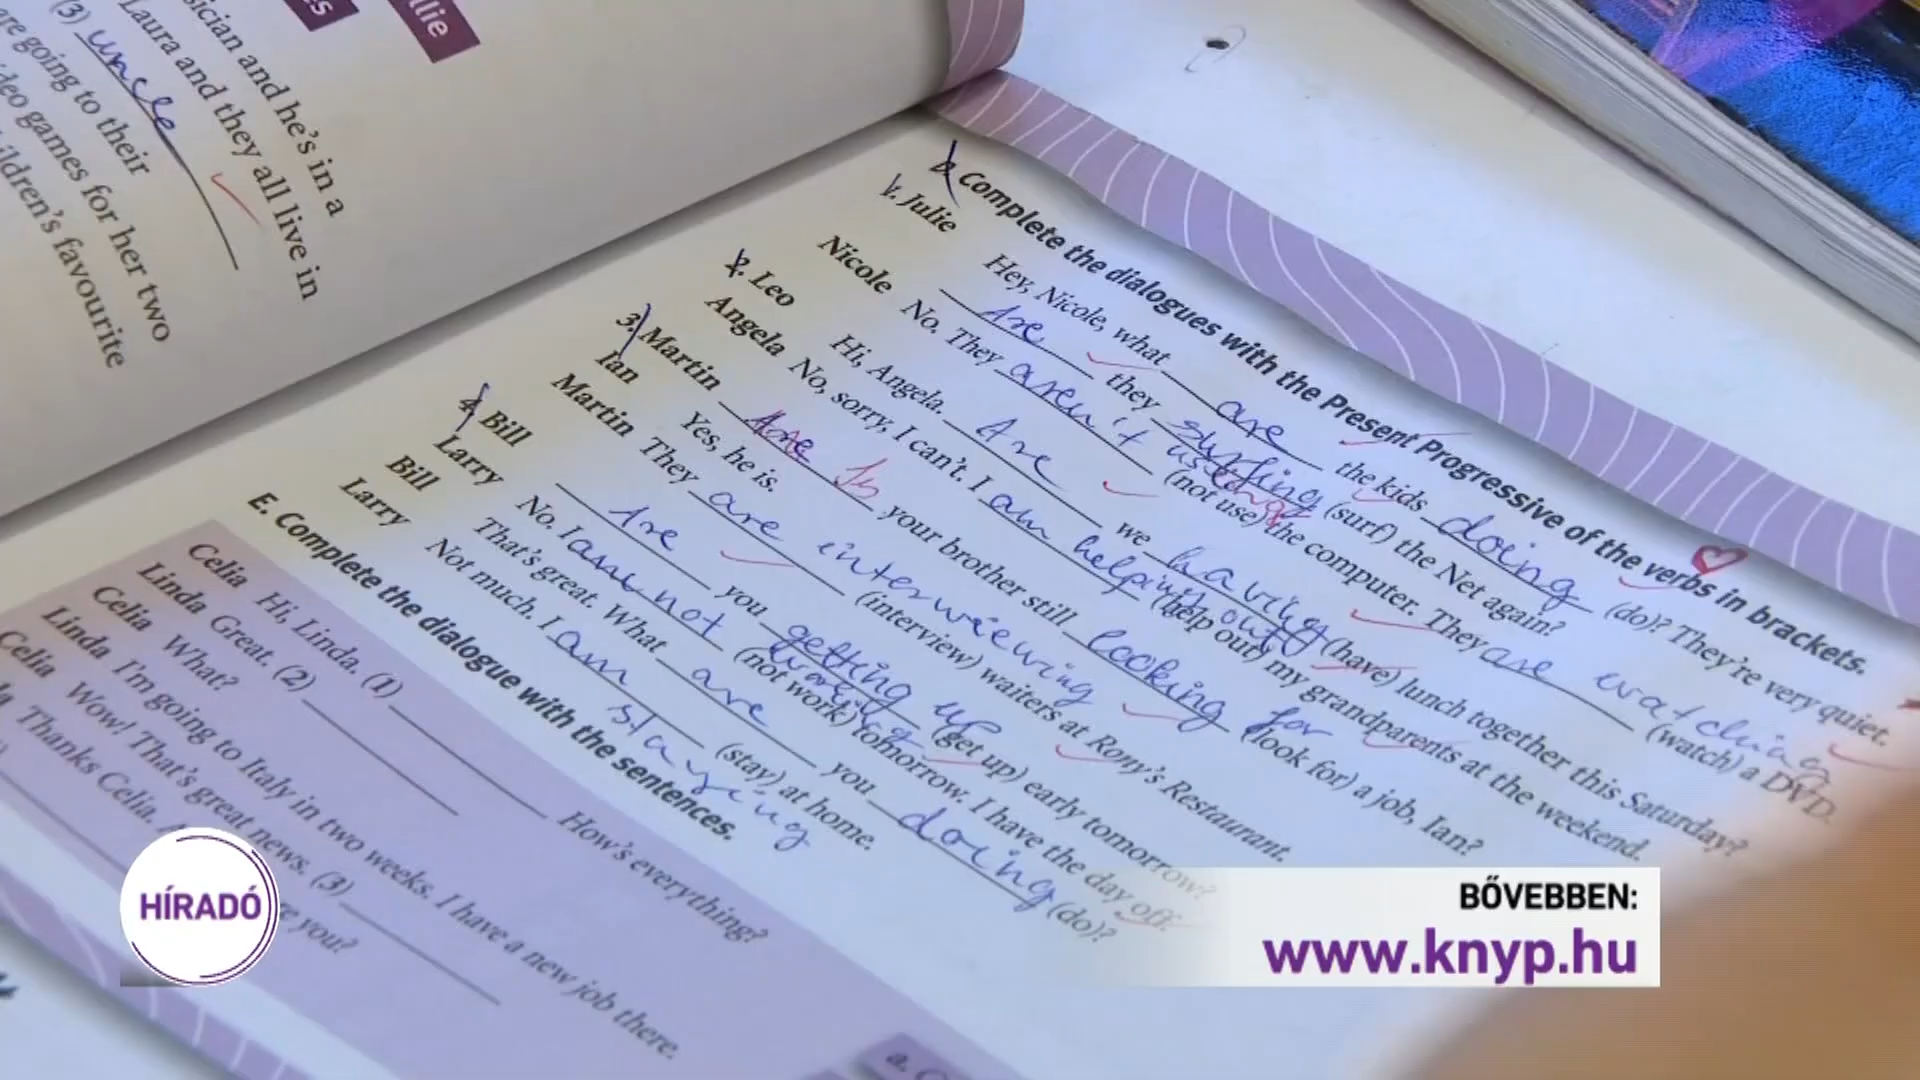 lie
sician and he's in a
Laura and they all live in
(3) uncle
are going to their
deo games for her two
ildren's favourite
D. Complete the dialogues with the Present Progressive of the verbs in brackets.
1. Julie Hey, Nicole, what are the kids doing (do)? They're very quiet.
Are they surfing (surf) the Net again?
Nicole No. They aren't using (not use) the computer. They are watching (watch) a DVD.
2. Leo Hi, Angela. Are we having (have) lunch together this Saturday?
Angela No, sorry, I can't. I am helping out (help out) my grandparents at the weekend.
3. Martin Are Is your brother still looking for (look for) a job, Ian?
Ian Yes, he is.
Martin They are interwieving (interview) waiters at Rony's Restaurant.
4. Bill Are you getting up (get up) early tomorrow?
Larry No. I am not working (not work) tomorrow. I have the day off.
Bill That's great. What are you doing (do)?
Larry Not much. I am staying (stay) at home.
E. Complete the dialogue with the sentences.
Celia Hi, Linda. (1)
Linda Great. (2) How's everything?
Celia What?
Linda I'm going to Italy in two weeks. I have a new job there.
Celia Wow! That's great news. (3)
Thanks Celia.
you?
HÍRADÓ
BŐVEBBEN:
www.knyp.hu